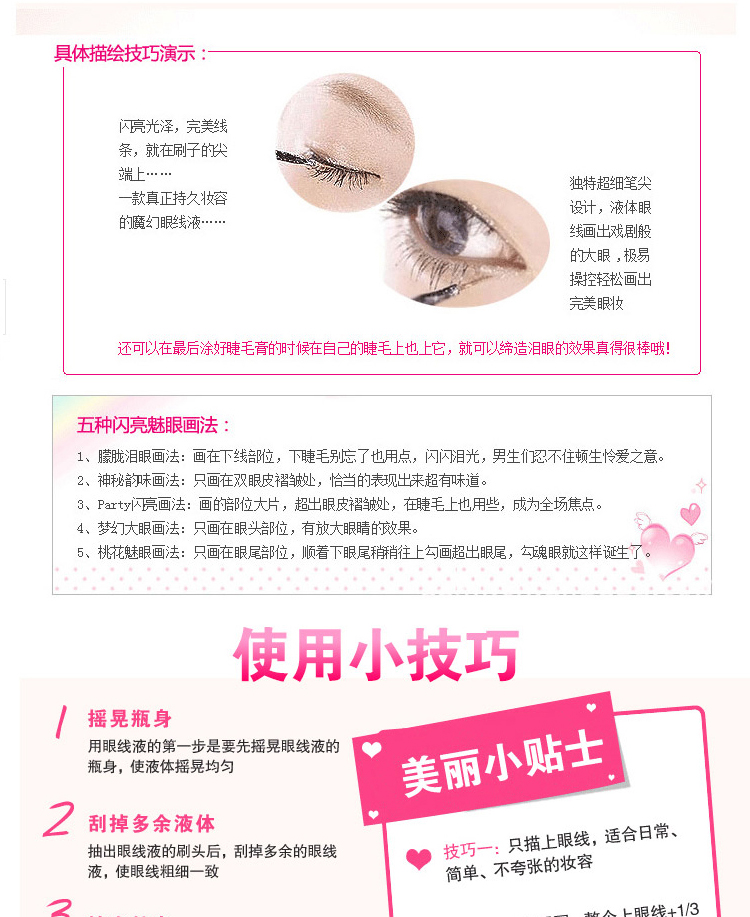 具体描绘技巧演示：
闪亮光泽，完美线
条，就在刷子的尖
端上……
一款真正持久妆容
的魔幻眼线液……
独特超细笔尖
设计，液体眼
线画出戏剧般
的大眼，极易
操控轻松画出
完美眼妆
还可以在最后涂好睫毛膏的时候在自己的睫毛上也上它，就可以缔造泪眼的效果真得很棒哦!
五种闪亮魅眼画法：
1、朦胧泪眼画法：画在下线部位，下睫毛别忘了也用点，闪闪泪光，男生们忍不住顿生怜爱之意。
2、神秘韵味画法：只画在双眼皮褶皱处，恰当的表现出来超有味道。
3、Party闪亮画法：画的部位大片，超出眼皮褶皱处，在睫毛上也用些，成为全场焦点。
4、梦幻大眼画法：只画在眼头部位，有放大眼睛的效果。
5、桃花魅眼画法：只画在眼尾部位，顺着下眼尾稍稍往上勾画超出眼尾，勾魂眼就这样诞生了。
使用小技巧
1 摇晃瓶身
用眼线液的第一步是要先摇晃眼线液的
瓶身，使液体摇晃均匀
2 刮掉多余液体
抽出眼线液的刷头后，刮掉多余的眼线
液，使眼线粗细一致
3
美丽小贴士
技巧一：只描上眼线，适合日常、
简单、不夸张的妆容
整个上眼线+1/3